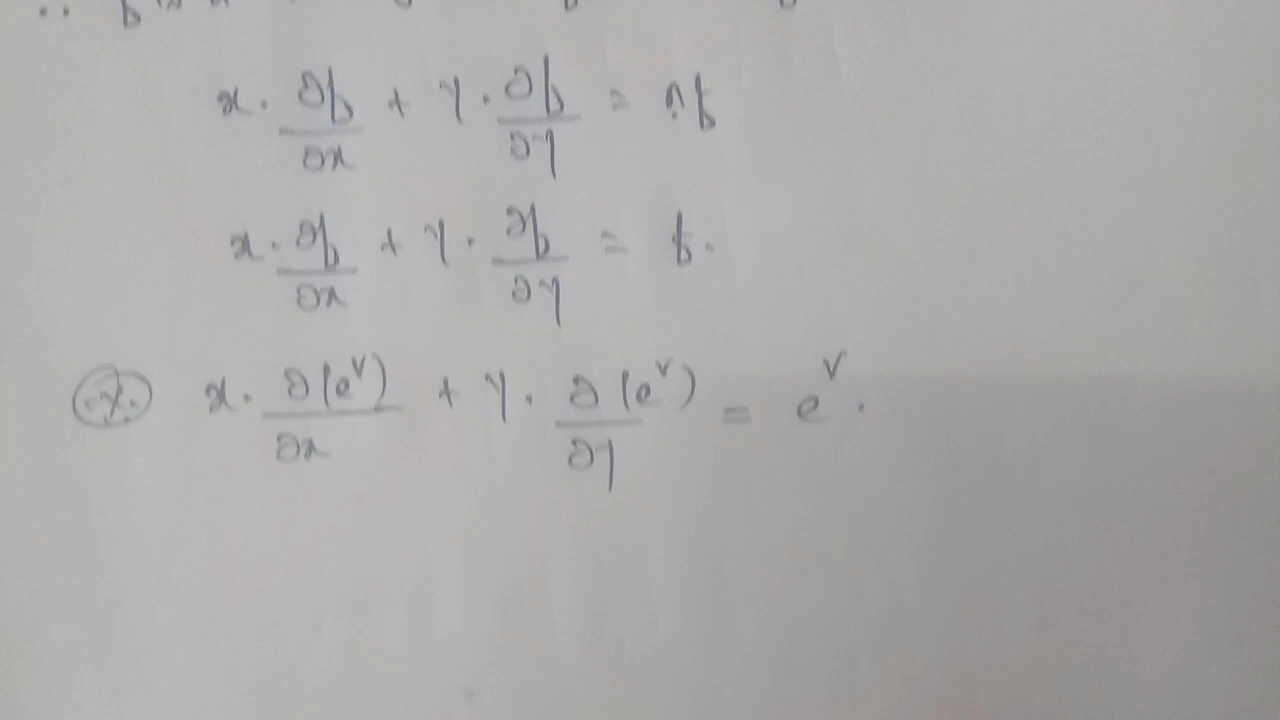 x. ∂f/∂x + y. ∂f/∂y = nf
x. ∂f/∂x + y. ∂f/∂y = f.
x. ∂(e^v)/∂x + y. ∂(e^v)/∂y = e^v.